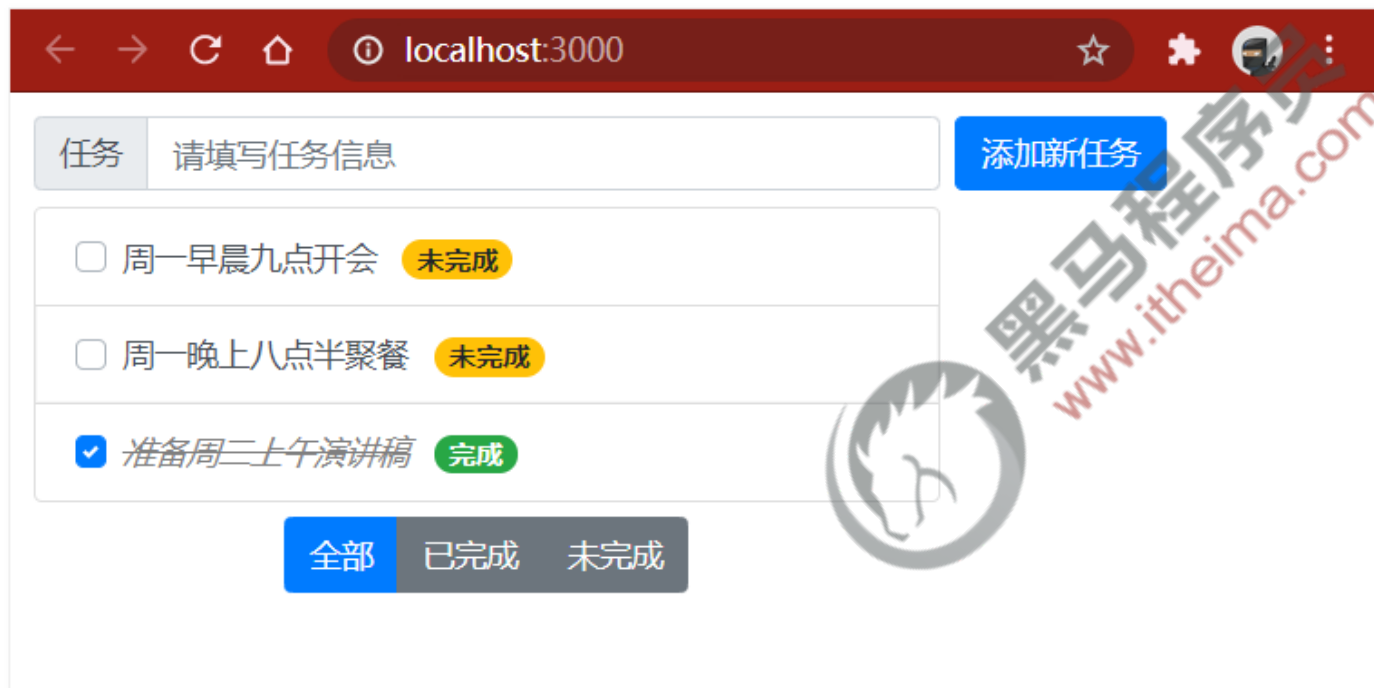 localhost:3000
任务 请填写任务信息 添加新任务
周一早晨九点开会 未完成
周一晚上八点半聚餐 未完成
准备周二上午演讲稿 完成
全部 已完成 未完成
黑马程序员
www.itheima.com